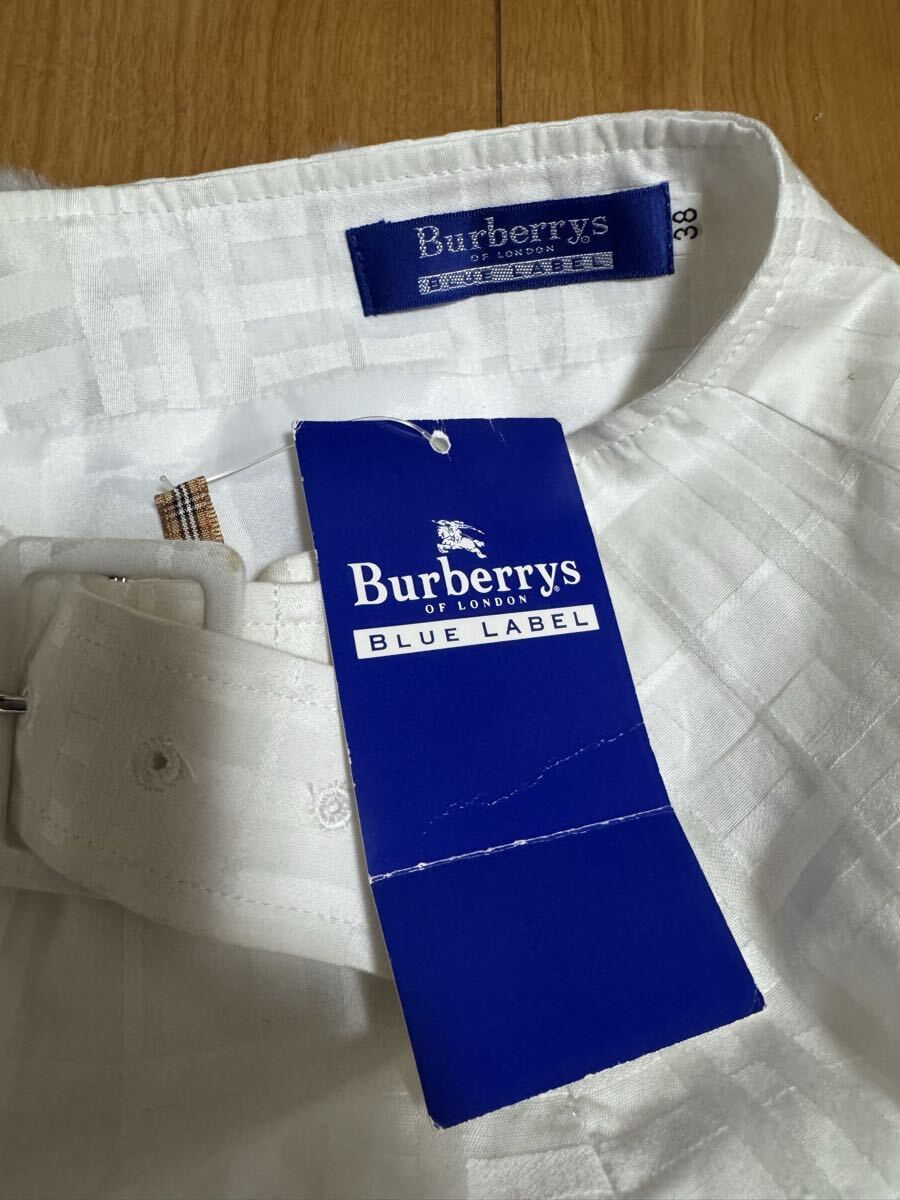 Burberrys
OF LONDON
BLUE LABEL
38
Burberrys
OF LONDON
BLUE LABEL